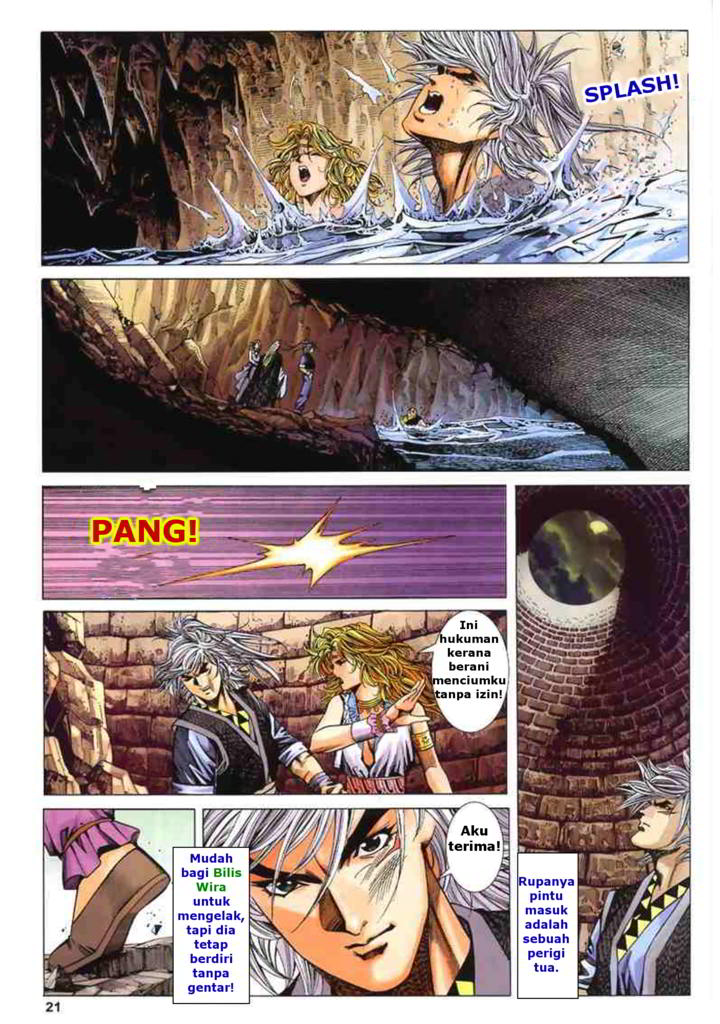 SPLASH!
PANG!
Ini
hukuman
kerana
berani
menciumku
tanpa izin!
Mudah
bagi Bilis
Wira
untuk
mengelak,
tapi dia
tetap
berdiri
tanpa
gentar!
Aku
terima!
Rupanya
pintu
masuk
adalah
sebuah
perigi
tua.
21